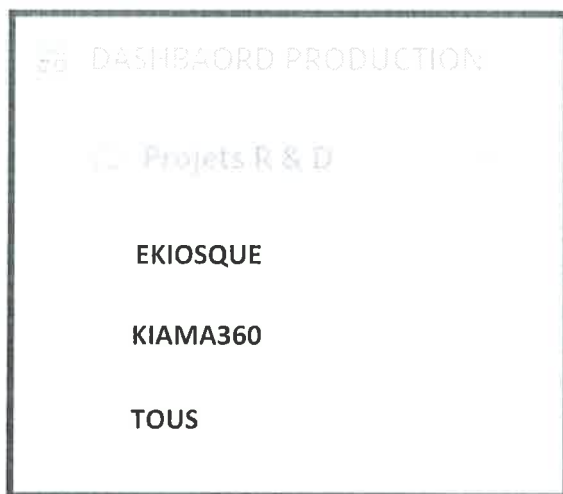 DASHBAORD PRODUCTION
Projets R & D
EKIOSQUE
KIAMA360
TOUS